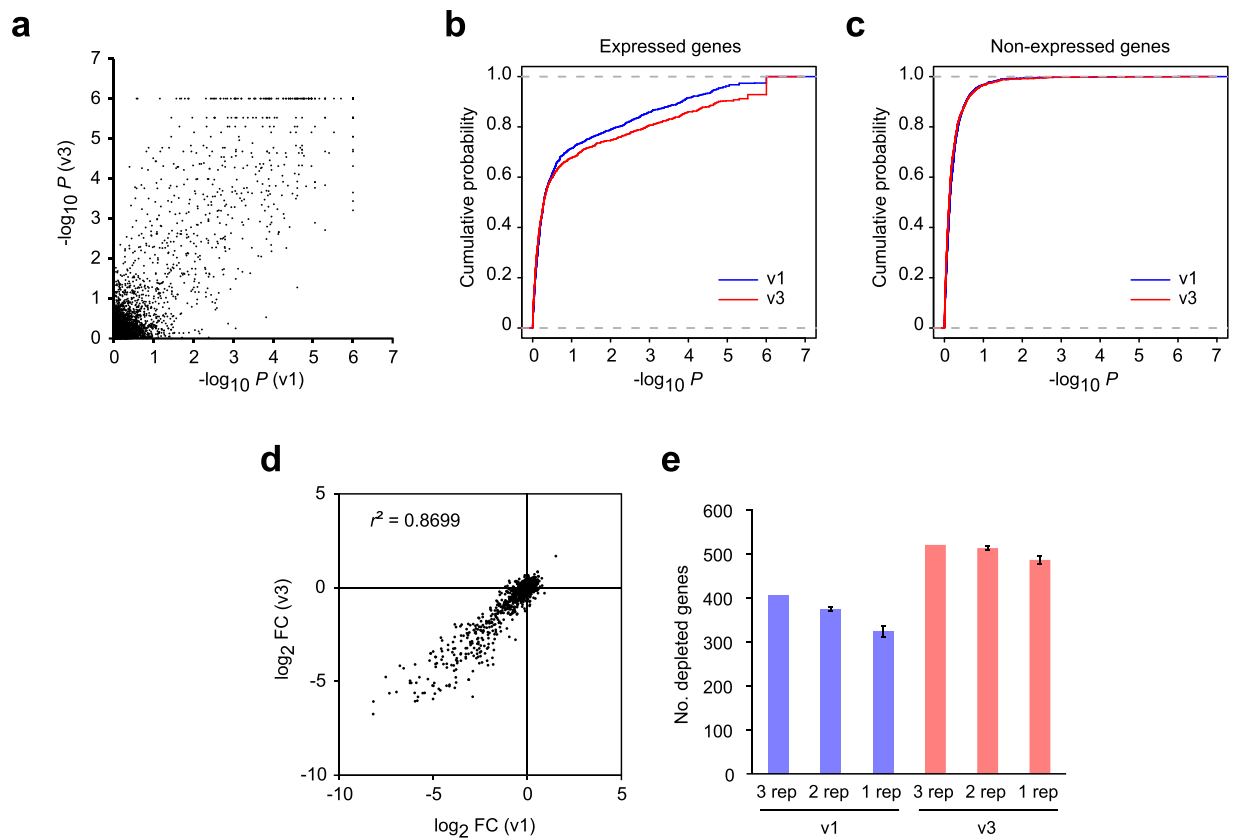 a
7
6
5
4
3
2
1
0
-log10 P (v3)
0 1 2 3 4 5 6 7
-log10 P (v1)
b
Expressed genes
1.0
0.8
0.6
0.4
0.2
0
Cumulative probability
v1
v3
0 1 2 3 4 5 6 7
-log10 P
c
Non-expressed genes
1.0
0.8
0.6
0.4
0.2
0
Cumulative probability
v1
v3
0 1 2 3 4 5 6 7
-log10 P
d
5
0
-5
-10
log2 FC (v3)
r² = 0.8699
-10 -5 0 5
log2 FC (v1)
e
600
500
400
300
200
100
0
No. depleted genes
3 rep 2 rep 1 rep 3 rep 2 rep 1 rep
v1 v3